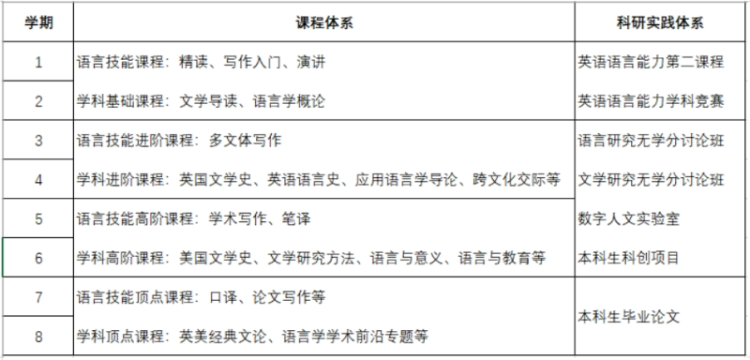 学期 课程体系 科研实践体系
1 语言技能课程：精读、写作入门、演讲 英语语言能力第二课程
2 学科基础课程：文学导读、语言学概论 英语语言能力学科竞赛
3 语言技能进阶课程：多文体写作 语言研究无学分讨论班
4 学科进阶课程：英国文学史、英语语言史、应用语言学导论、跨文化交际等 文学研究无学分讨论班
5 语言技能高阶课程：学术写作、笔译 数字人文实验室
6 学科高阶课程：美国文学史、文学研究方法、语言与意义、语言与教育等 本科生科创项目
7 语言技能顶点课程：口译、论文写作等
本科生毕业论文
8 学科顶点课程：英美经典文论、语言学学术前沿专题等